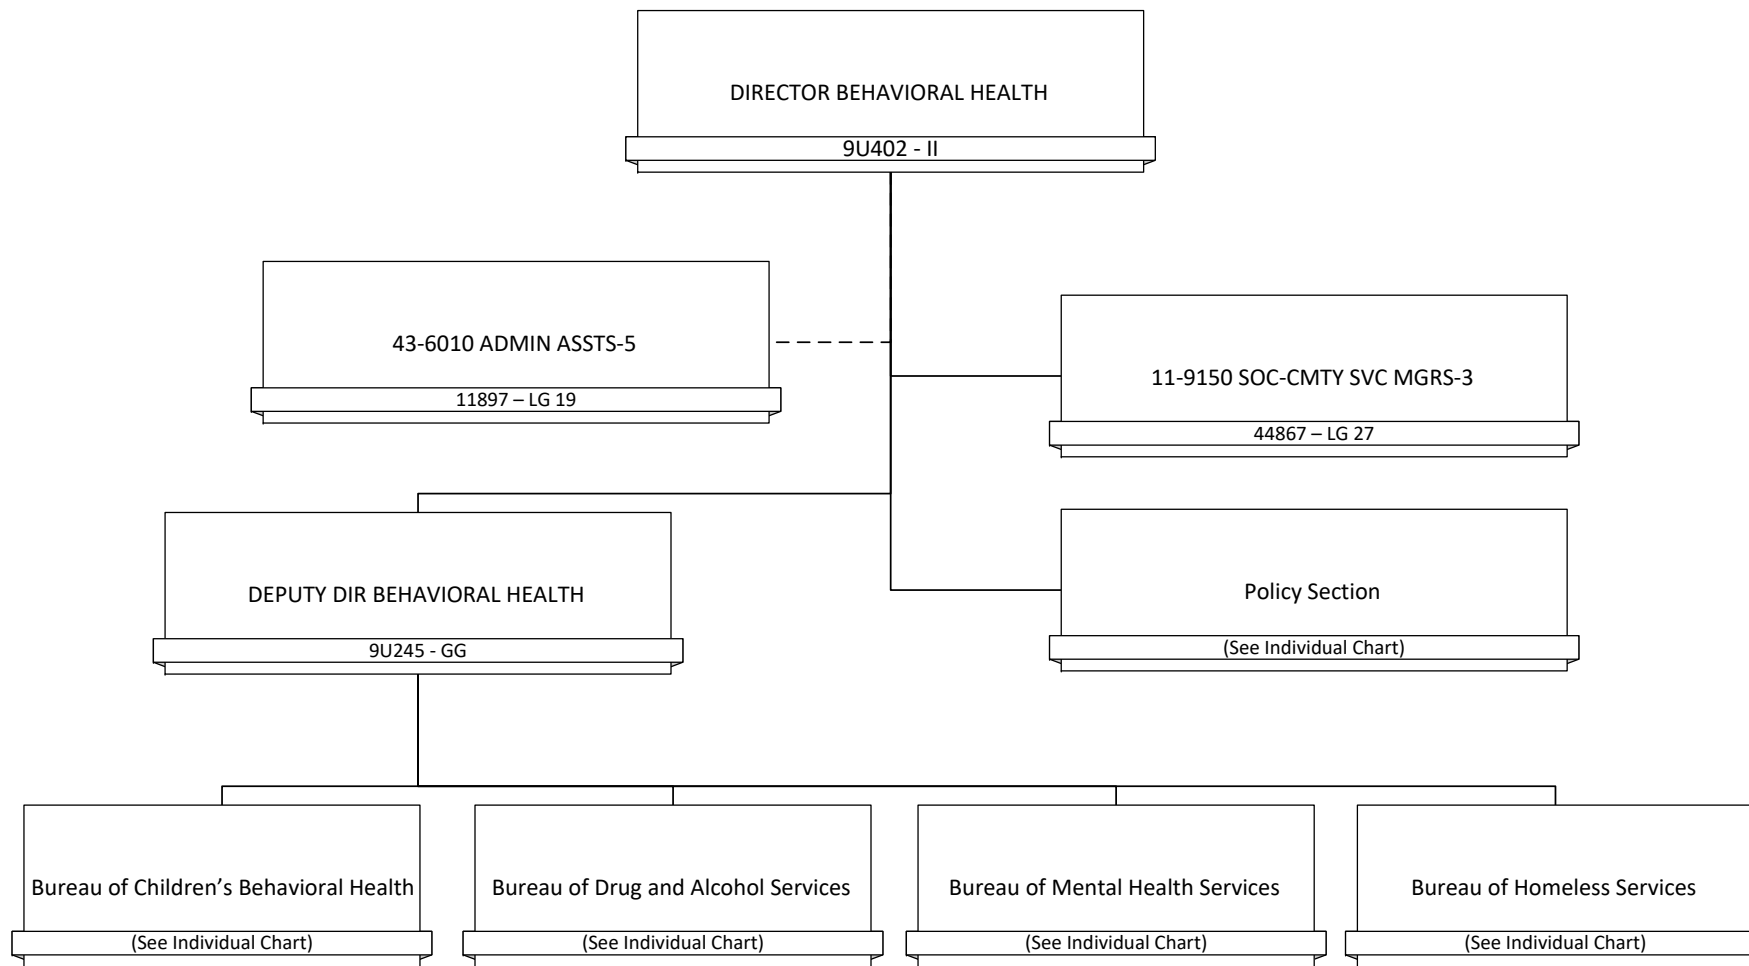 DIRECTOR BEHAVIORAL HEALTH
9U402 - II
43-6010 ADMIN ASSTS-5
11897 – LG 19
11-9150 SOC-CMTY SVC MGRS-3
44867 – LG 27
DEPUTY DIR BEHAVIORAL HEALTH
9U245 - GG
Policy Section
(See Individual Chart)
Bureau of Children’s Behavioral Health
(See Individual Chart)
Bureau of Drug and Alcohol Services
(See Individual Chart)
Bureau of Mental Health Services
(See Individual Chart)
Bureau of Homeless Services
(See Individual Chart)